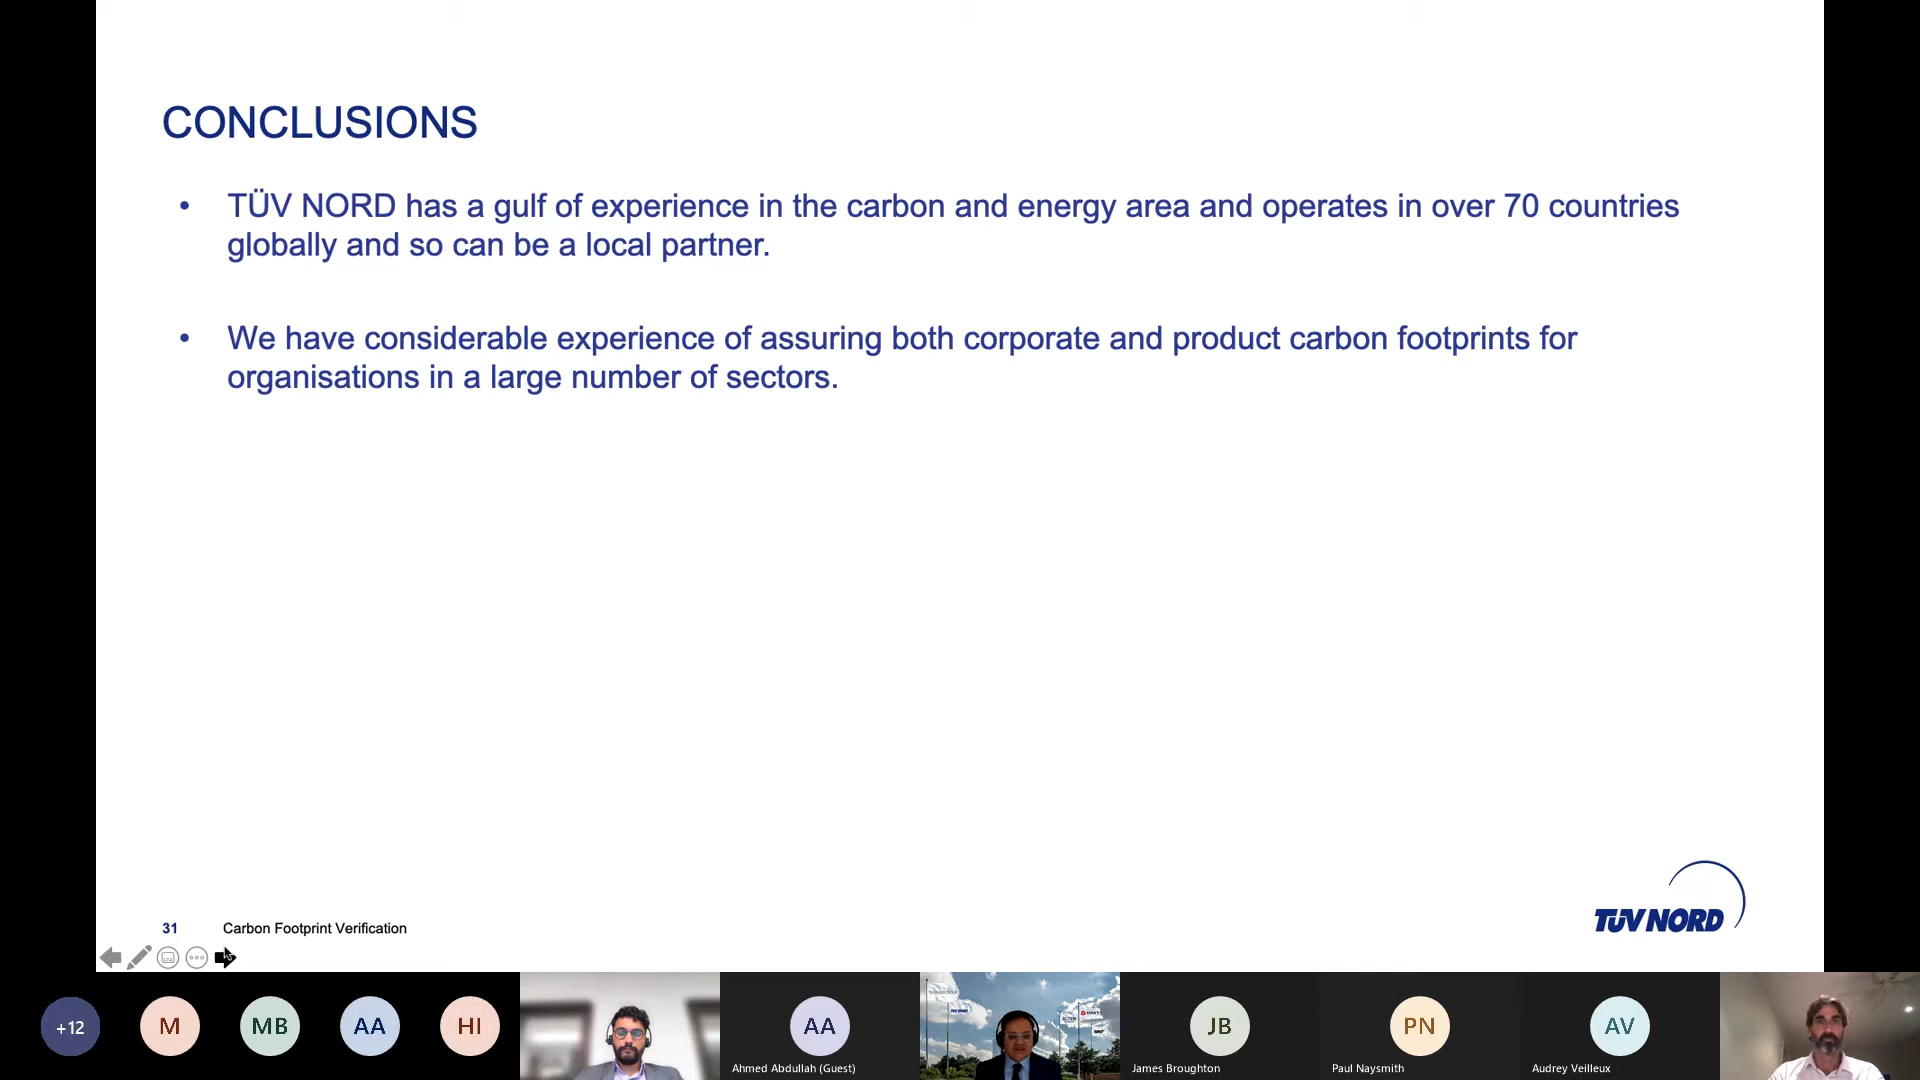 CONCLUSIONS
• TÜV NORD has a gulf of experience in the carbon and energy area and operates in over 70 countries
globally and so can be a local partner.
• We have considerable experience of assuring both corporate and product carbon footprints for
organisations in a large number of sectors.
31 Carbon Footprint Verification
TÜV NORD
+12 M MB AA HI AA JB PN AV
Ahmed Abdullah (Guest) James Broughton Paul Naysmith Audrey Veilleux